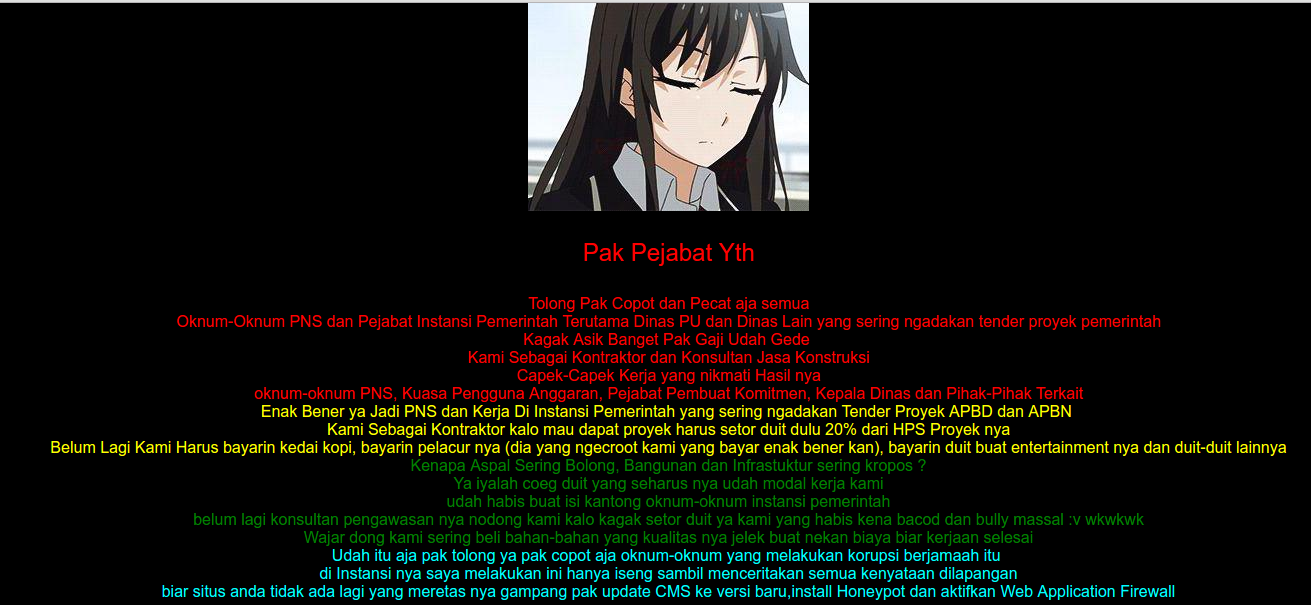 Pak Pejabat Yth
Tolong Pak Copot dan Pecat aja semua
Oknum-Oknum PNS dan Pejabat Instansi Pemerintah Terutama Dinas PU dan Dinas Lain yang sering ngadakan tender proyek pemerintah
Kagak Asik Banget Pak Gaji Udah Gede
Kami Sebagai Kontraktor dan Konsultan Jasa Konstruksi
Capek-Capek Kerja yang nikmati Hasil nya
oknum-oknum PNS, Kuasa Pengguna Anggaran, Pejabat Pembuat Komitmen, Kepala Dinas dan Pihak-Pihak Terkait
Enak Bener ya Jadi PNS dan Kerja Di Instansi Pemerintah yang sering ngadakan Tender Proyek APBD dan APBN
Kami Sebagai Kontraktor kalo mau dapat proyek harus setor duit dulu 20% dari HPS Proyek nya
Belum Lagi Kami Harus bayarin kedai kopi, bayarin pelacur nya (dia yang ngecroot kami yang bayar enak bener kan), bayarin duit buat entertainment nya dan duit-duit lainnya
Kenapa Aspal Sering Bolong, Bangunan dan Infrastuktur sering kropos ?
Ya iyalah coeg duit yang seharus nya udah modal kerja kami
udah habis buat isi kantong oknum-oknum instansi pemerintah
belum lagi konsultan pengawasan nya nodong kami kalo kagak setor duit ya kami yang habis kena bacod dan bully massal :v wkwkwk
Wajar dong kami sering beli bahan-bahan yang kualitas nya jelek buat nekan biaya biar kerjaan selesai
Udah itu aja pak tolong ya pak copot aja oknum-oknum yang melakukan korupsi berjamaah itu
di Instansi nya saya melakukan ini hanya iseng sambil menceritakan semua kenyataan dilapangan
biar situs anda tidak ada lagi yang meretas nya gampang pak update CMS ke versi baru,install Honeypot dan aktifkan Web Application Firewall